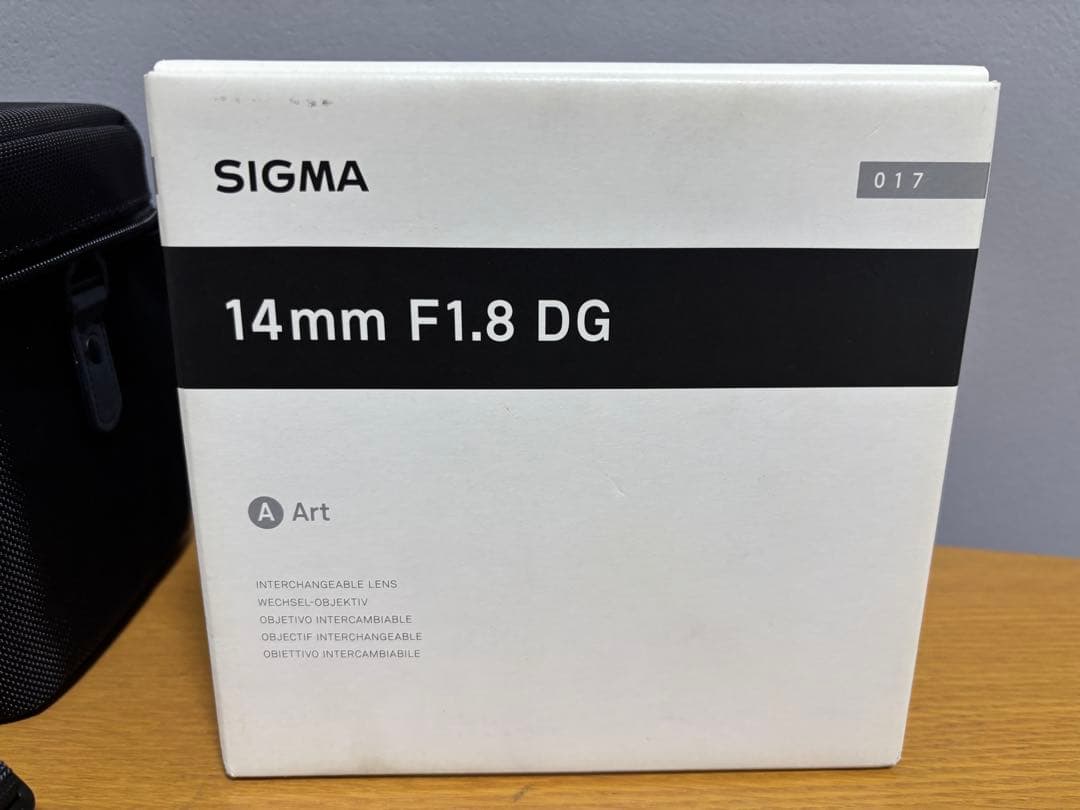 SIGMA
017
14mm F1.8 DG
A Art
INTERCHANGEABLE LENS
WECHSEL-OBJEKTIV
OBJETIVO INTERCAMBIABLE
OBJECTIF INTERCHANGEABLE
OBIETTIVO INTERCAMBIABILE